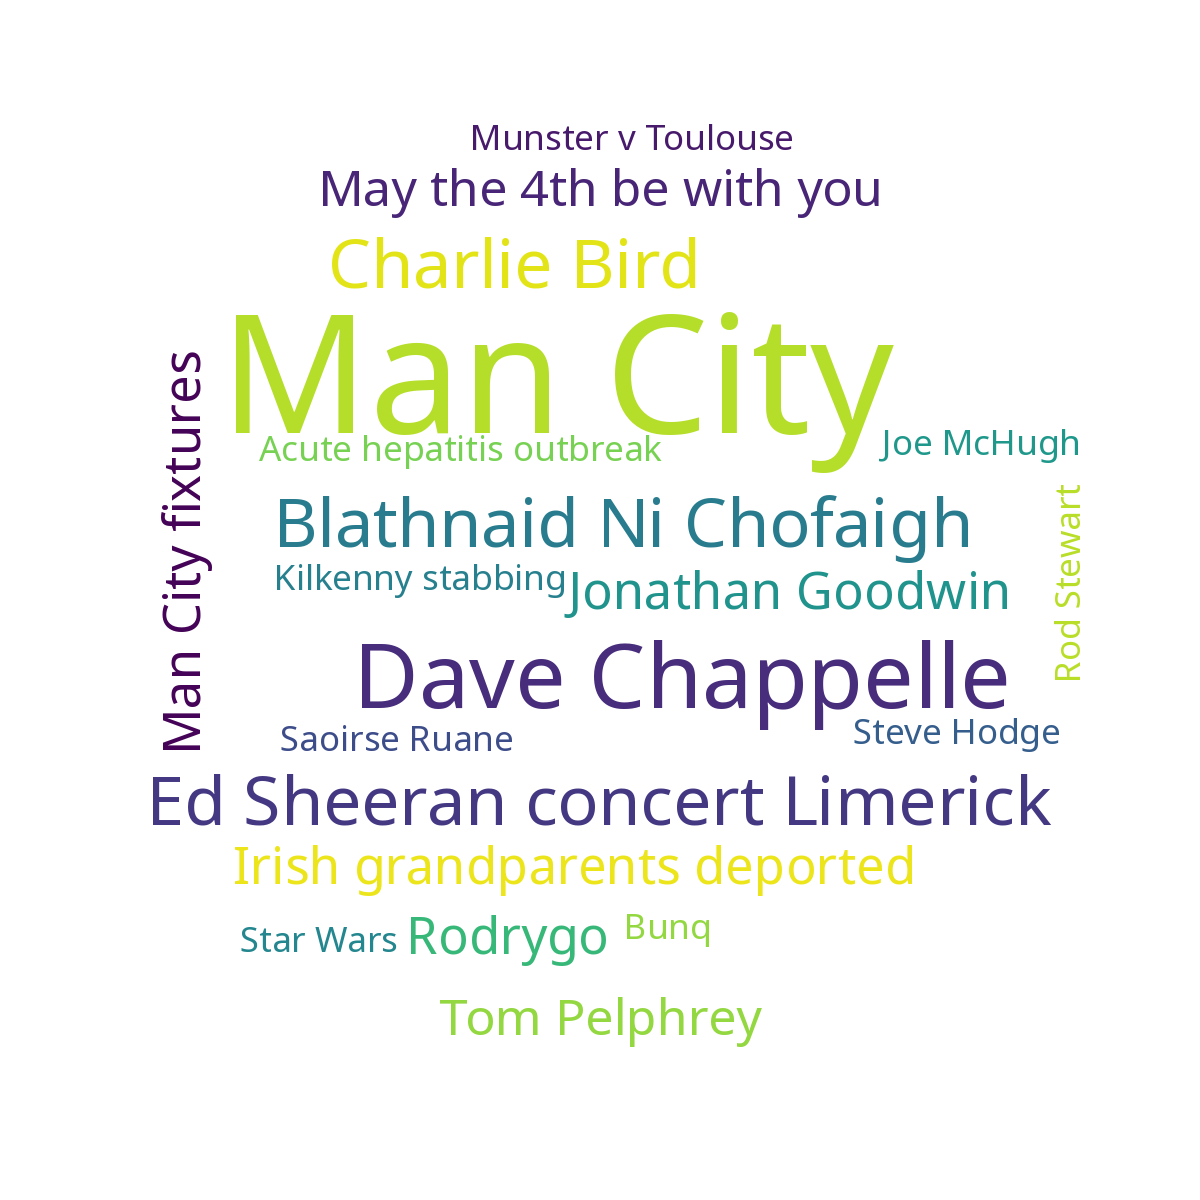 Munster v Toulouse
May the 4th be with you
Charlie Bird
Man City
Man City fixtures
Acute hepatitis outbreak
Joe McHugh
Blathnaid Ni Chofaigh
Rod Stewart
Kilkenny stabbing
Jonathan Goodwin
Dave Chappelle
Saoirse Ruane
Steve Hodge
Ed Sheeran concert Limerick
Irish grandparents deported
Star Wars
Rodrygo
Bunq
Tom Pelphrey